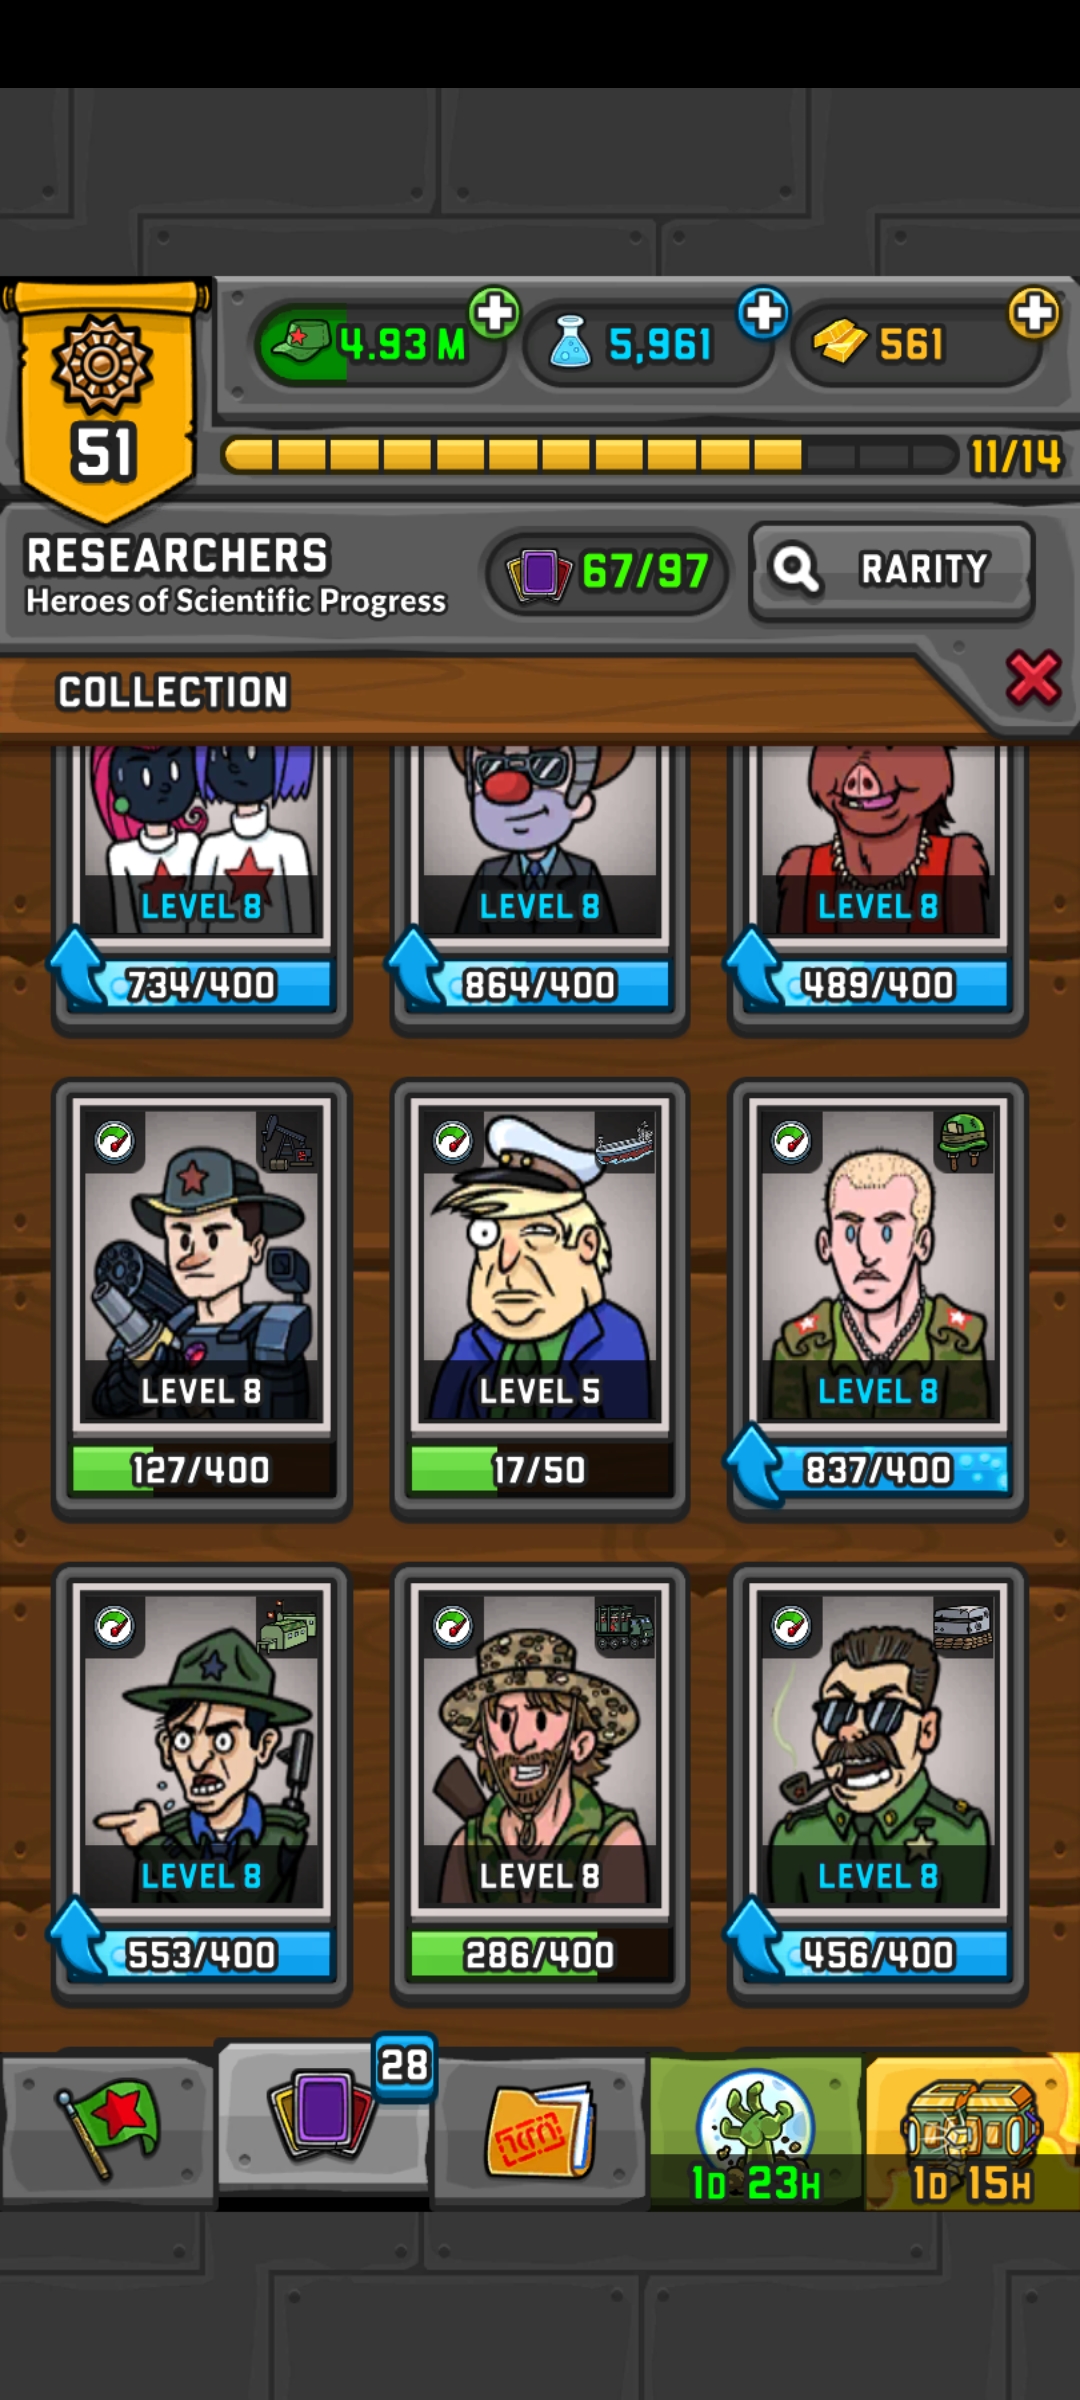 4.93 M
5,961
561
51
11/14
RESEARCHERS
Heroes of Scientific Progress
67/97
RARITY
COLLECTION
LEVEL 8
LEVEL 8
LEVEL 8
734/400
864/400
489/400
LEVEL 8
LEVEL 5
LEVEL 8
127/400
17/50
837/400
LEVEL 8
LEVEL 8
LEVEL 8
553/400
286/400
456/400
28
1D 23H
1D 15H